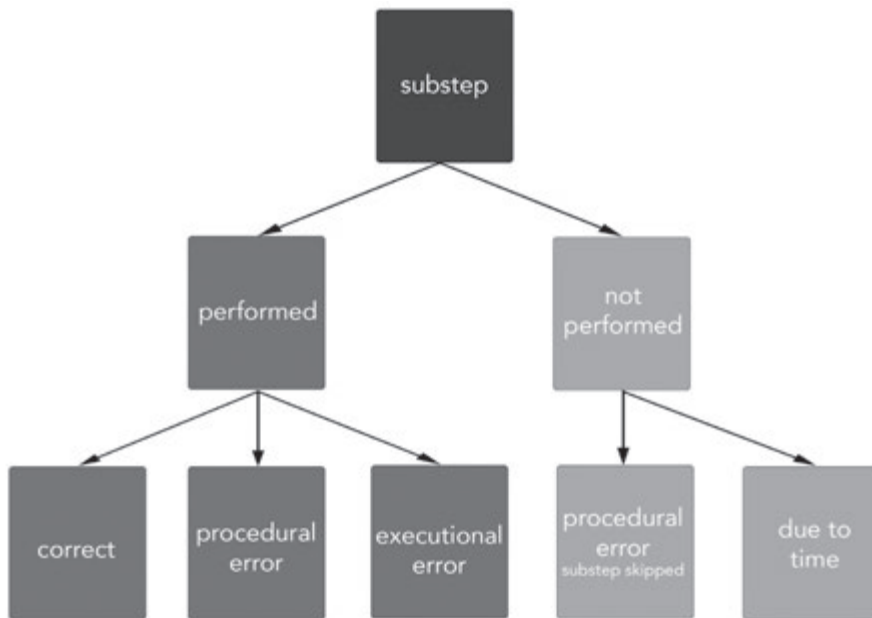 substep
performed
not
performed
correct
procedural
error
executional
error
procedural
error
substep skipped
due to
time